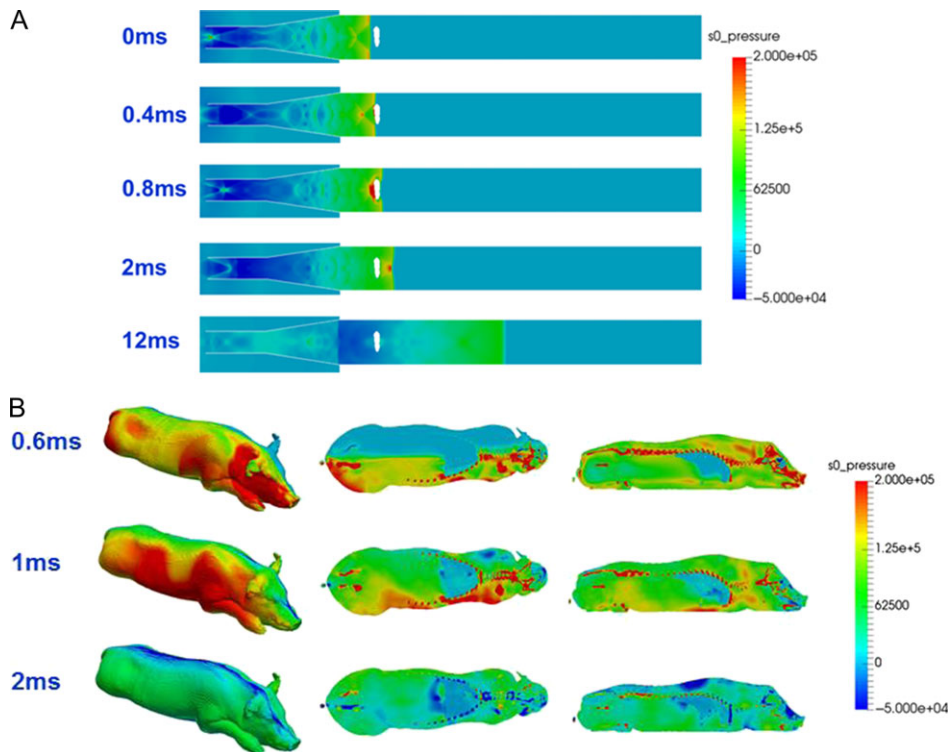 A
0ms
0.4ms
0.8ms
2ms
12ms
s0_pressure
2.000e+05
1.25e+5
62500
0
−5.000e+04
B
0.6ms
1ms
2ms
s0_pressure
2.000e+05
1.25e+5
62500
0
−5.000e+04